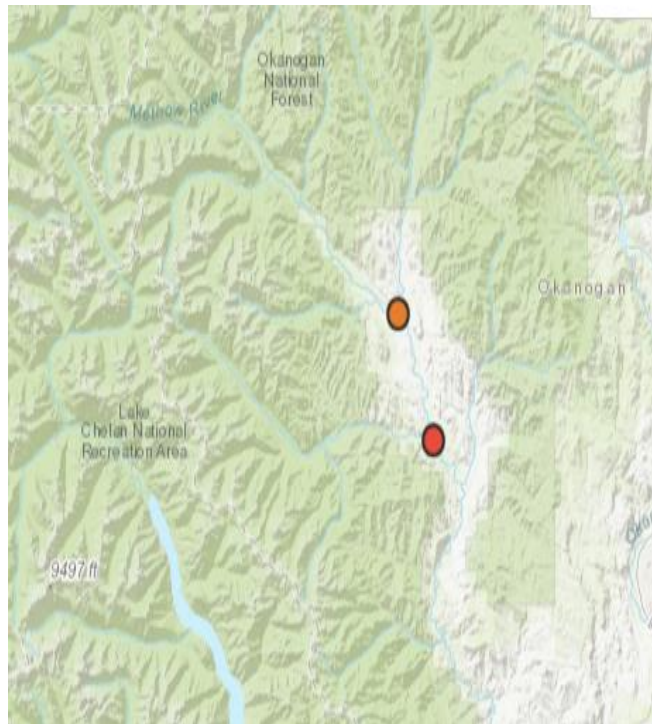 Okanogan
National
Forest
Methow River
Okanogan
Lake
Chelan National
Recreation Area
9497 ft